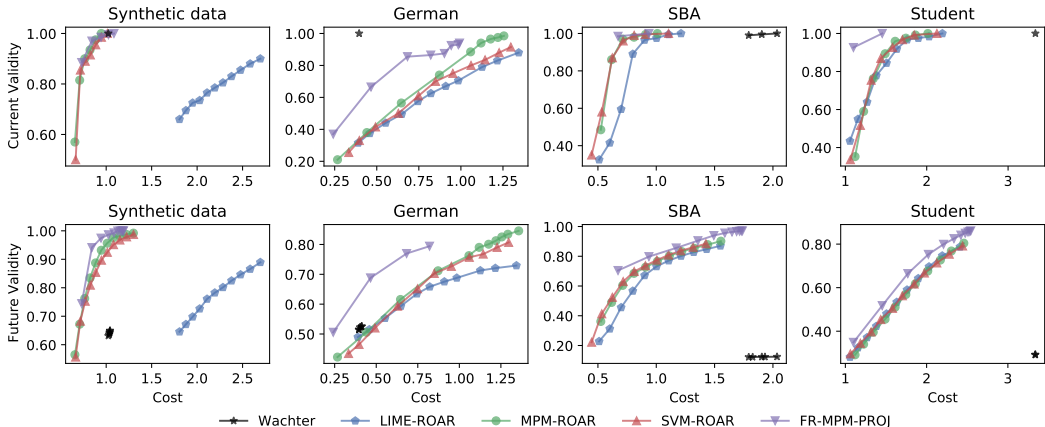 Synthetic data German SBA Student
Current Validity
1.00 1.00 1.00 1.00
0.80 0.80 0.80 0.80
0.60 0.60 0.60
0.60 0.40 0.40 0.40
0.20
1.0 1.5 2.0 2.5 0.25 0.50 0.75 1.00 1.25 0.5 1.0 1.5 2.0 1 2 3
Synthetic data German SBA Student
Future Validity
1.00 1.00
0.90 0.80 0.80 0.80
0.80 0.70 0.60 0.60
0.70 0.60 0.40
0.60 0.50 0.20 0.40
1.0 1.5 2.0 2.5 0.25 0.50 0.75 1.00 1.25 0.5 1.0 1.5 2.0 1 2 3
Cost Cost Cost Cost
Wachter LIME-ROAR MPM-ROAR SVM-ROAR FR-MPM-PROJ